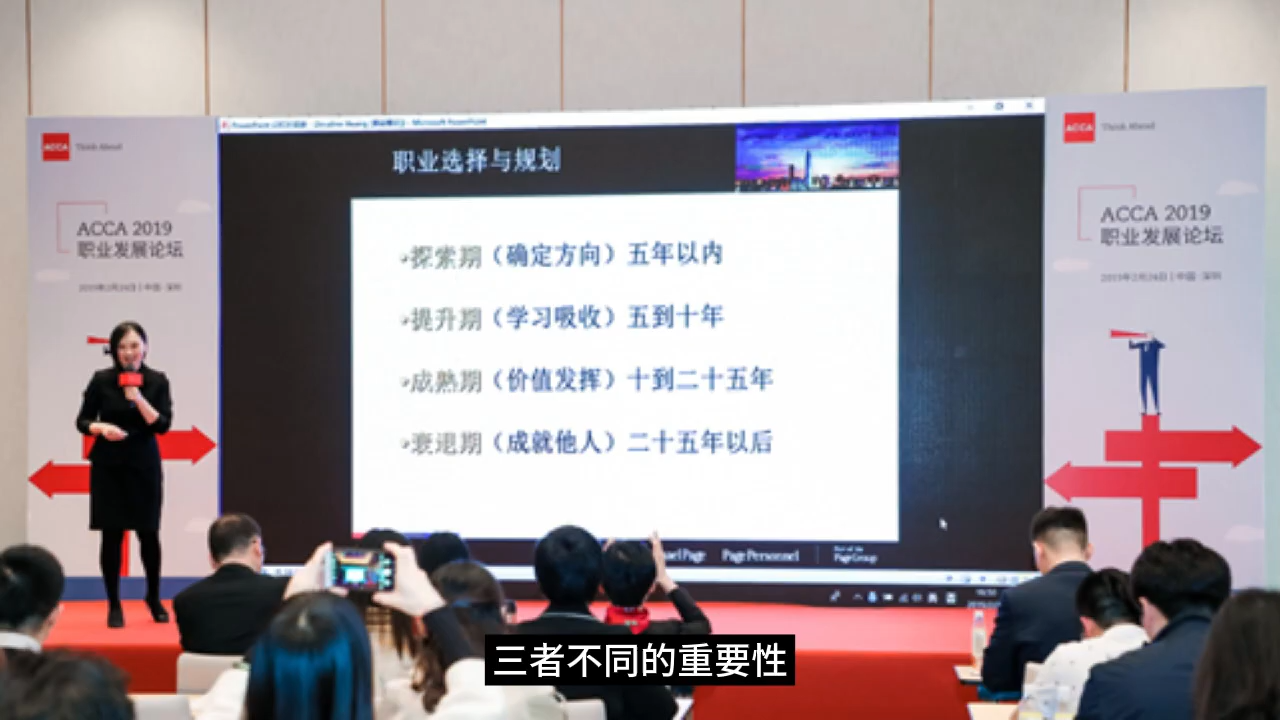 ACCA
Think Ahead
ACCA 2019
职业发展论坛
职业选择与规划
•探索期（确定方向）五年以内
•提升期（学习吸收）五到十年
•成熟期（价值发挥）十到二十五年
•衰退期（成就他人）二十五年以后
PagePersonnel
PageGroup
ACCA
Think Ahead
ACCA 2019
职业发展论坛
三者不同的重要性